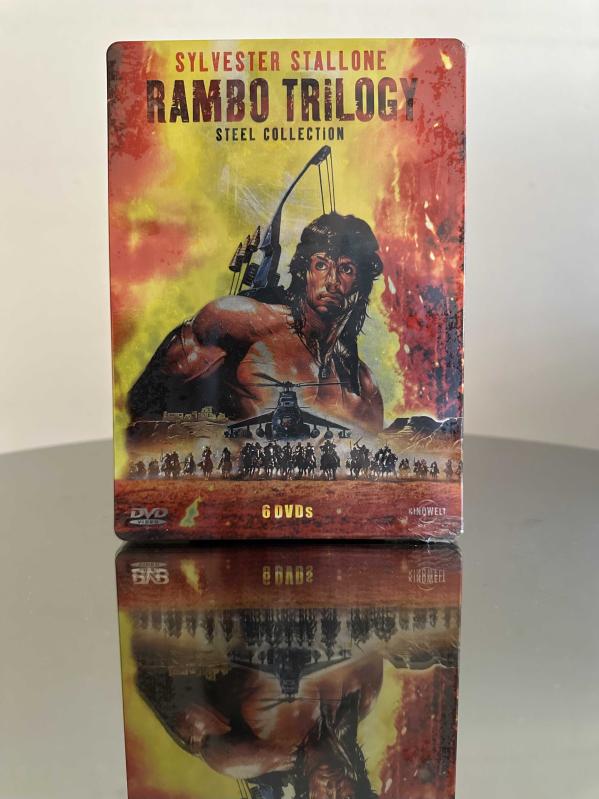 SYLVESTER STALLONE
RAMBO TRILOGY
STEEL COLLECTION
6 DVDs
DVD
VIDEO
KINOWELT